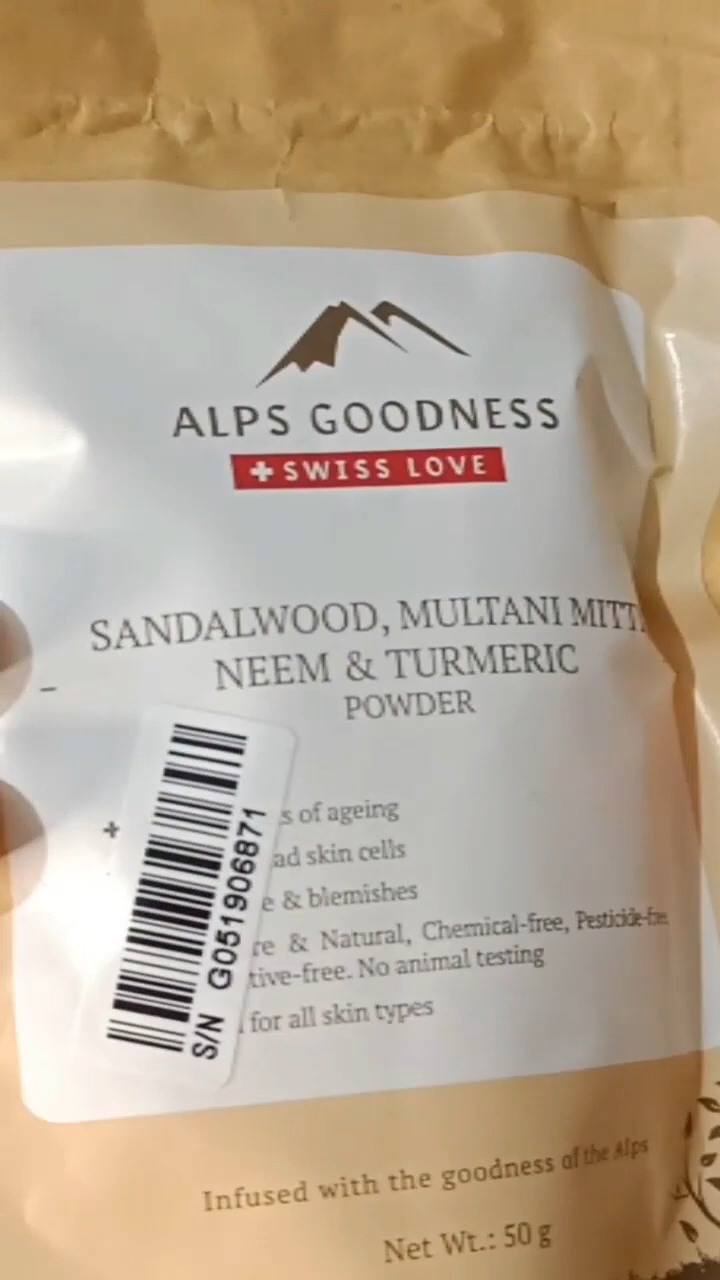 ALPS GOODNESS
+ SWISS LOVE
SANDALWOOD, MULTANI MITT
NEEM & TURMERIC
POWDER
s of ageing
ad skin cells
e & blemishes
re & Natural, Chemical-free, Pesticide-free
tive-free. No animal testing
for all skin types
S/N G051906871
Infused with the goodness of the Alps
Net Wt.: 50 g